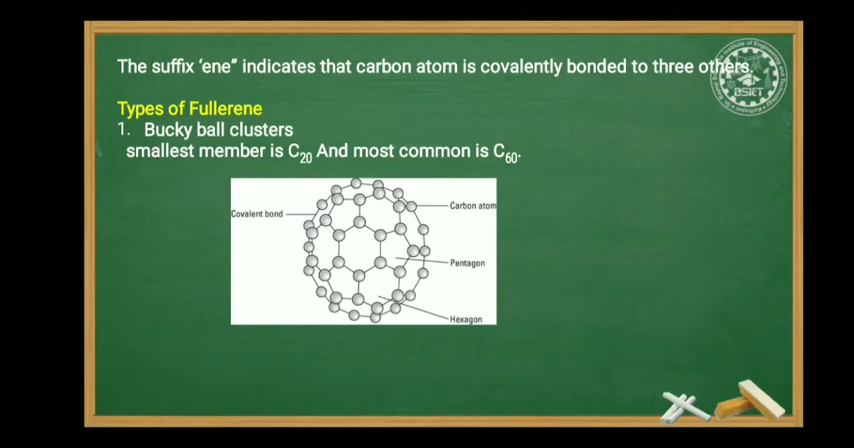 The suffix ‘ene” indicates that carbon atom is covalently bonded to three others.
Types of Fullerene
1. Bucky ball clusters
smallest member is C20 And most common is C60.
Covalent bond
Carbon atom
Pentagon
Hexagon
BSIET